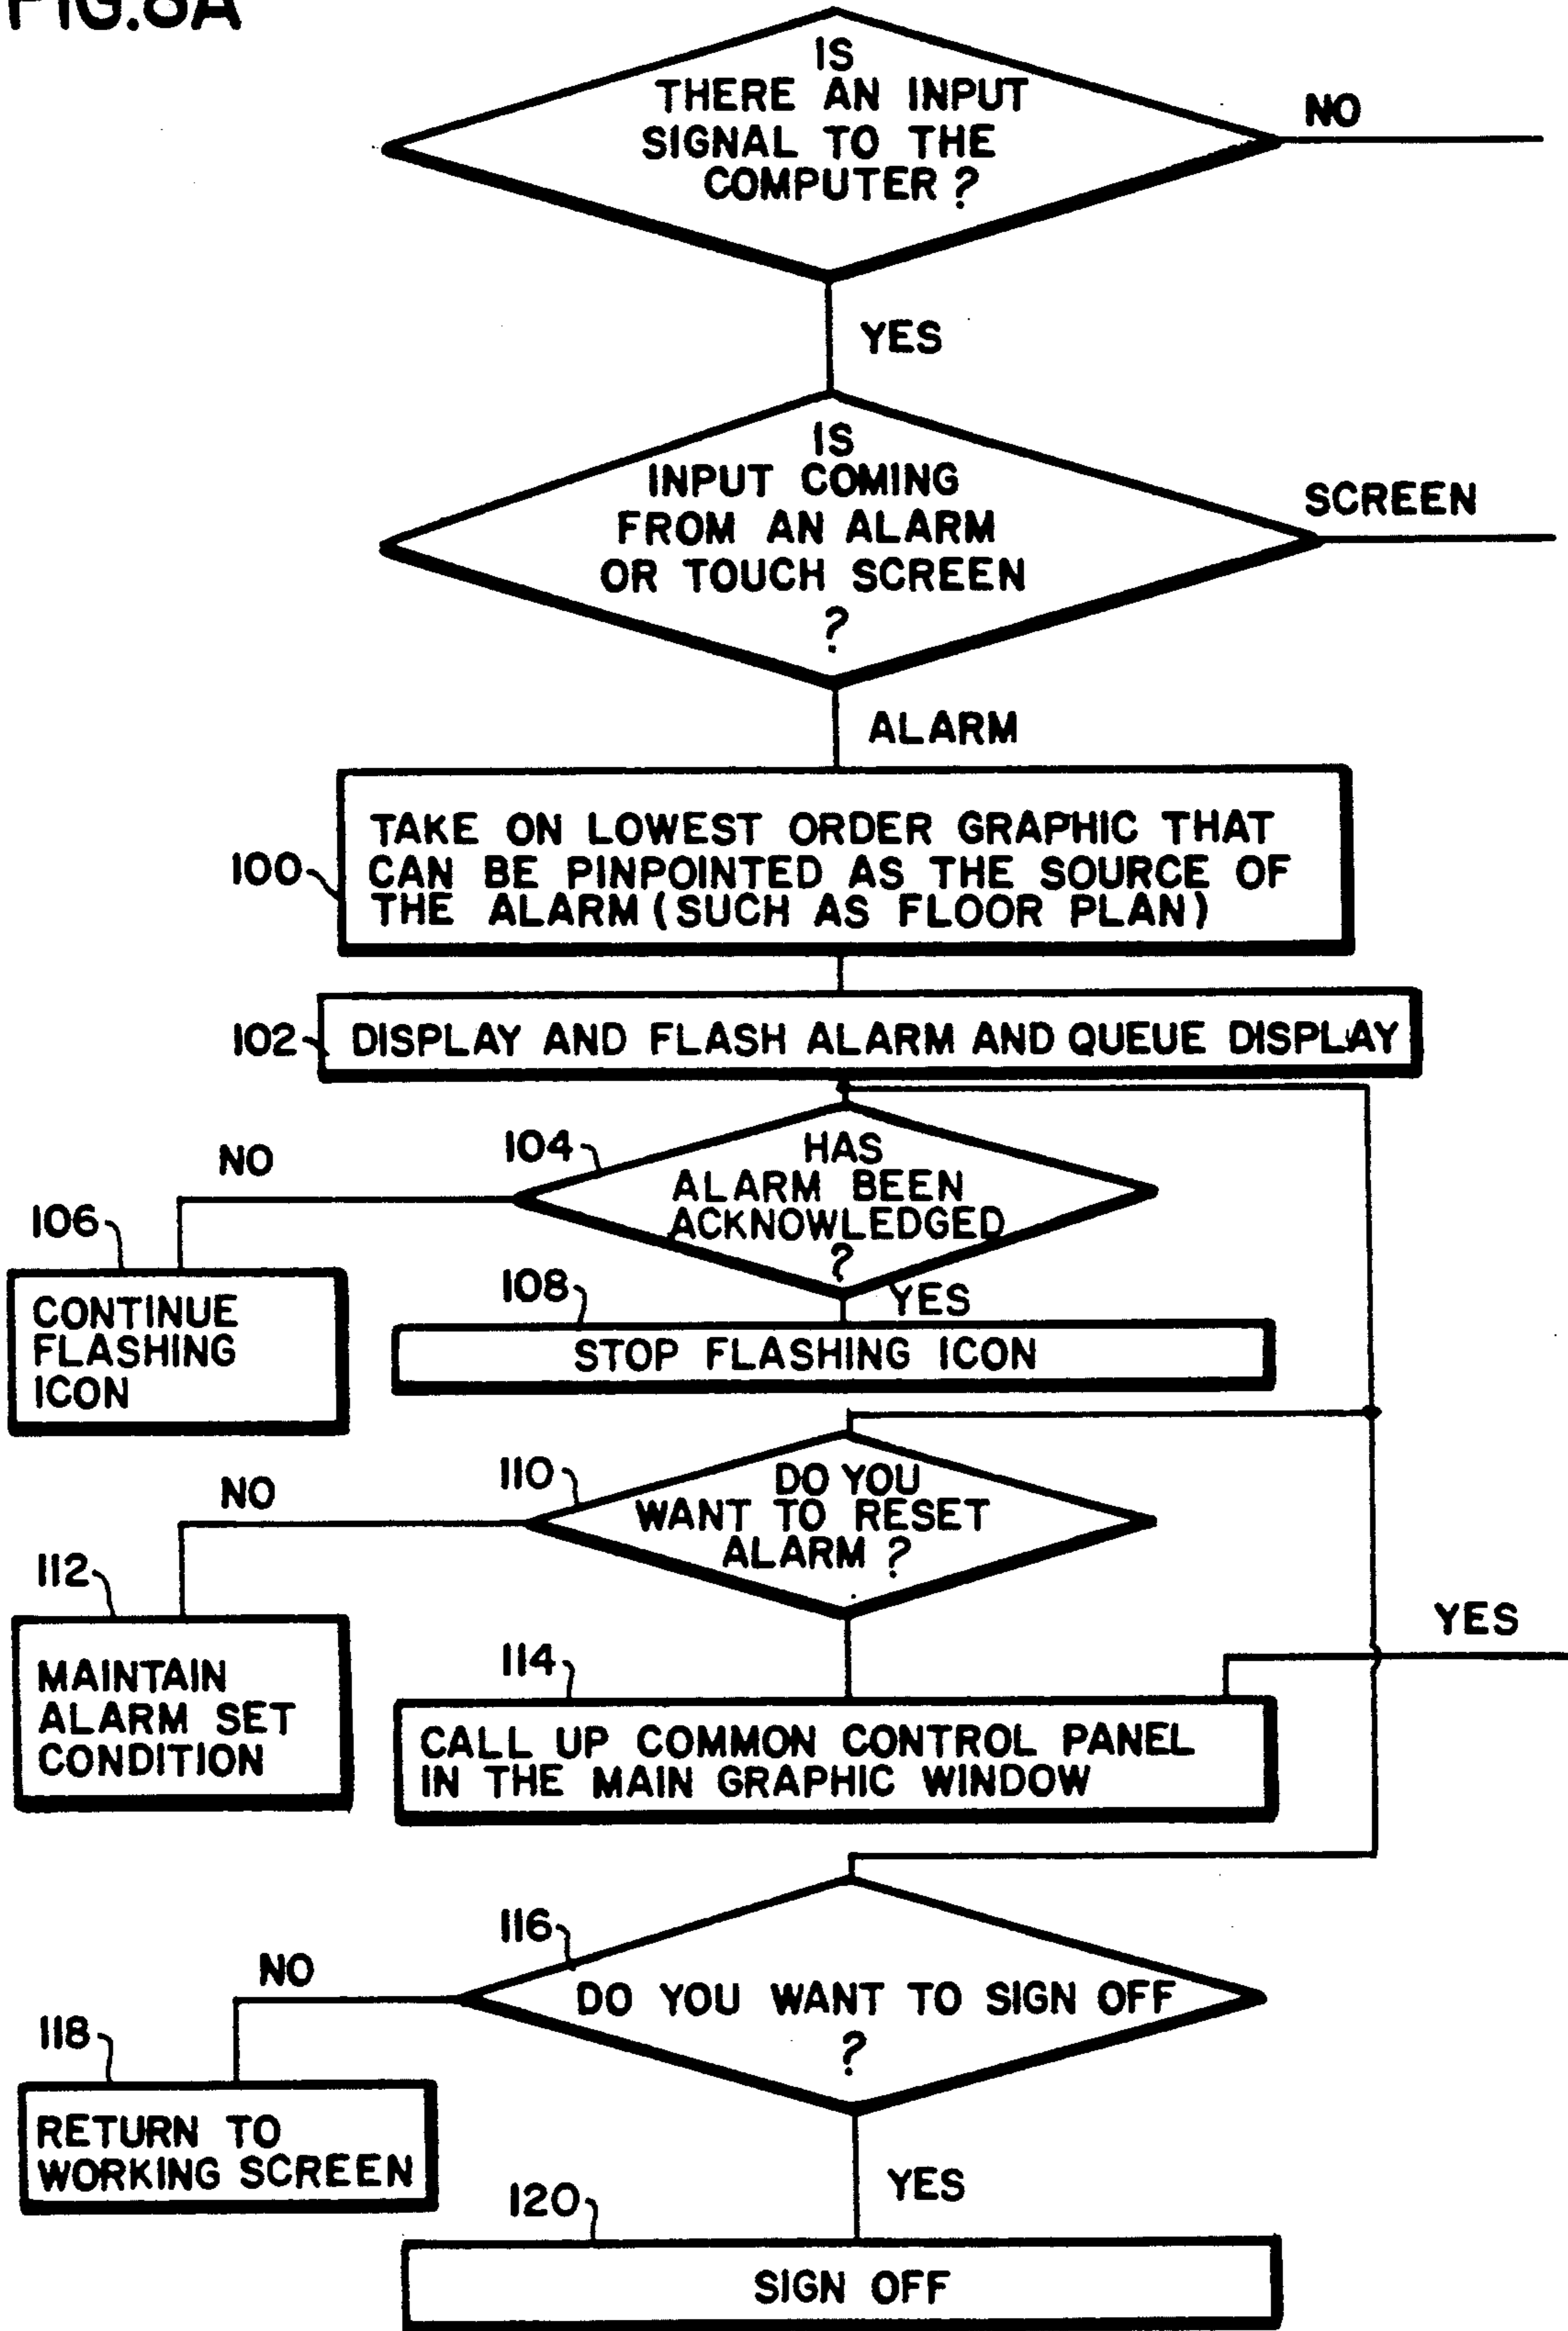 FIG.8A
IS
THERE AN INPUT
SIGNAL TO THE
COMPUTER ?
NO
YES
IS
INPUT COMING
FROM AN ALARM
OR TOUCH SCREEN
?
SCREEN
ALARM
100
TAKE ON LOWEST ORDER GRAPHIC THAT
CAN BE PINPOINTED AS THE SOURCE OF
THE ALARM (SUCH AS FLOOR PLAN)
102
DISPLAY AND FLASH ALARM AND QUEUE DISPLAY
104
HAS
ALARM BEEN
ACKNOWLEDGED
?
NO
YES
106
CONTINUE
FLASHING
ICON
108
STOP FLASHING ICON
110
DO YOU
WANT TO RESET
ALARM ?
NO
112
MAINTAIN
ALARM SET
CONDITION
YES
114
CALL UP COMMON CONTROL PANEL
IN THE MAIN GRAPHIC WINDOW
116
DO YOU WANT TO SIGN OFF
?
NO
118
RETURN TO
WORKING SCREEN
YES
120
SIGN OFF